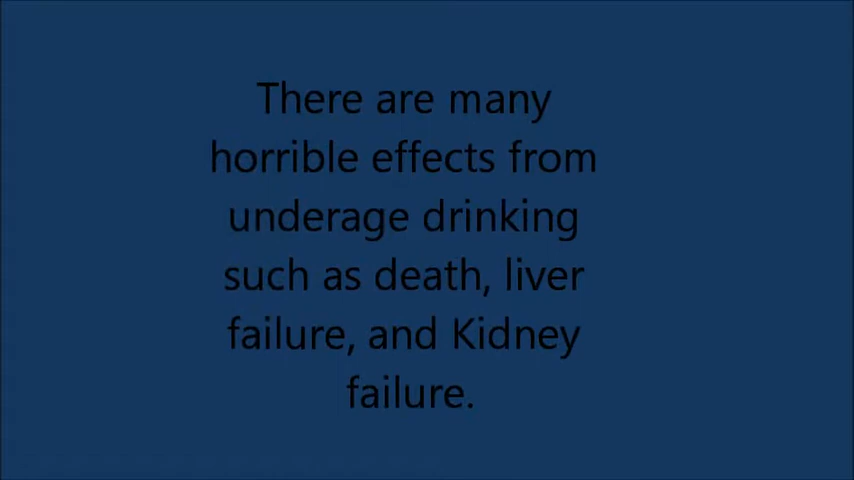 There are many
horrible effects from
underage drinking
such as death, liver
failure, and Kidney
failure.